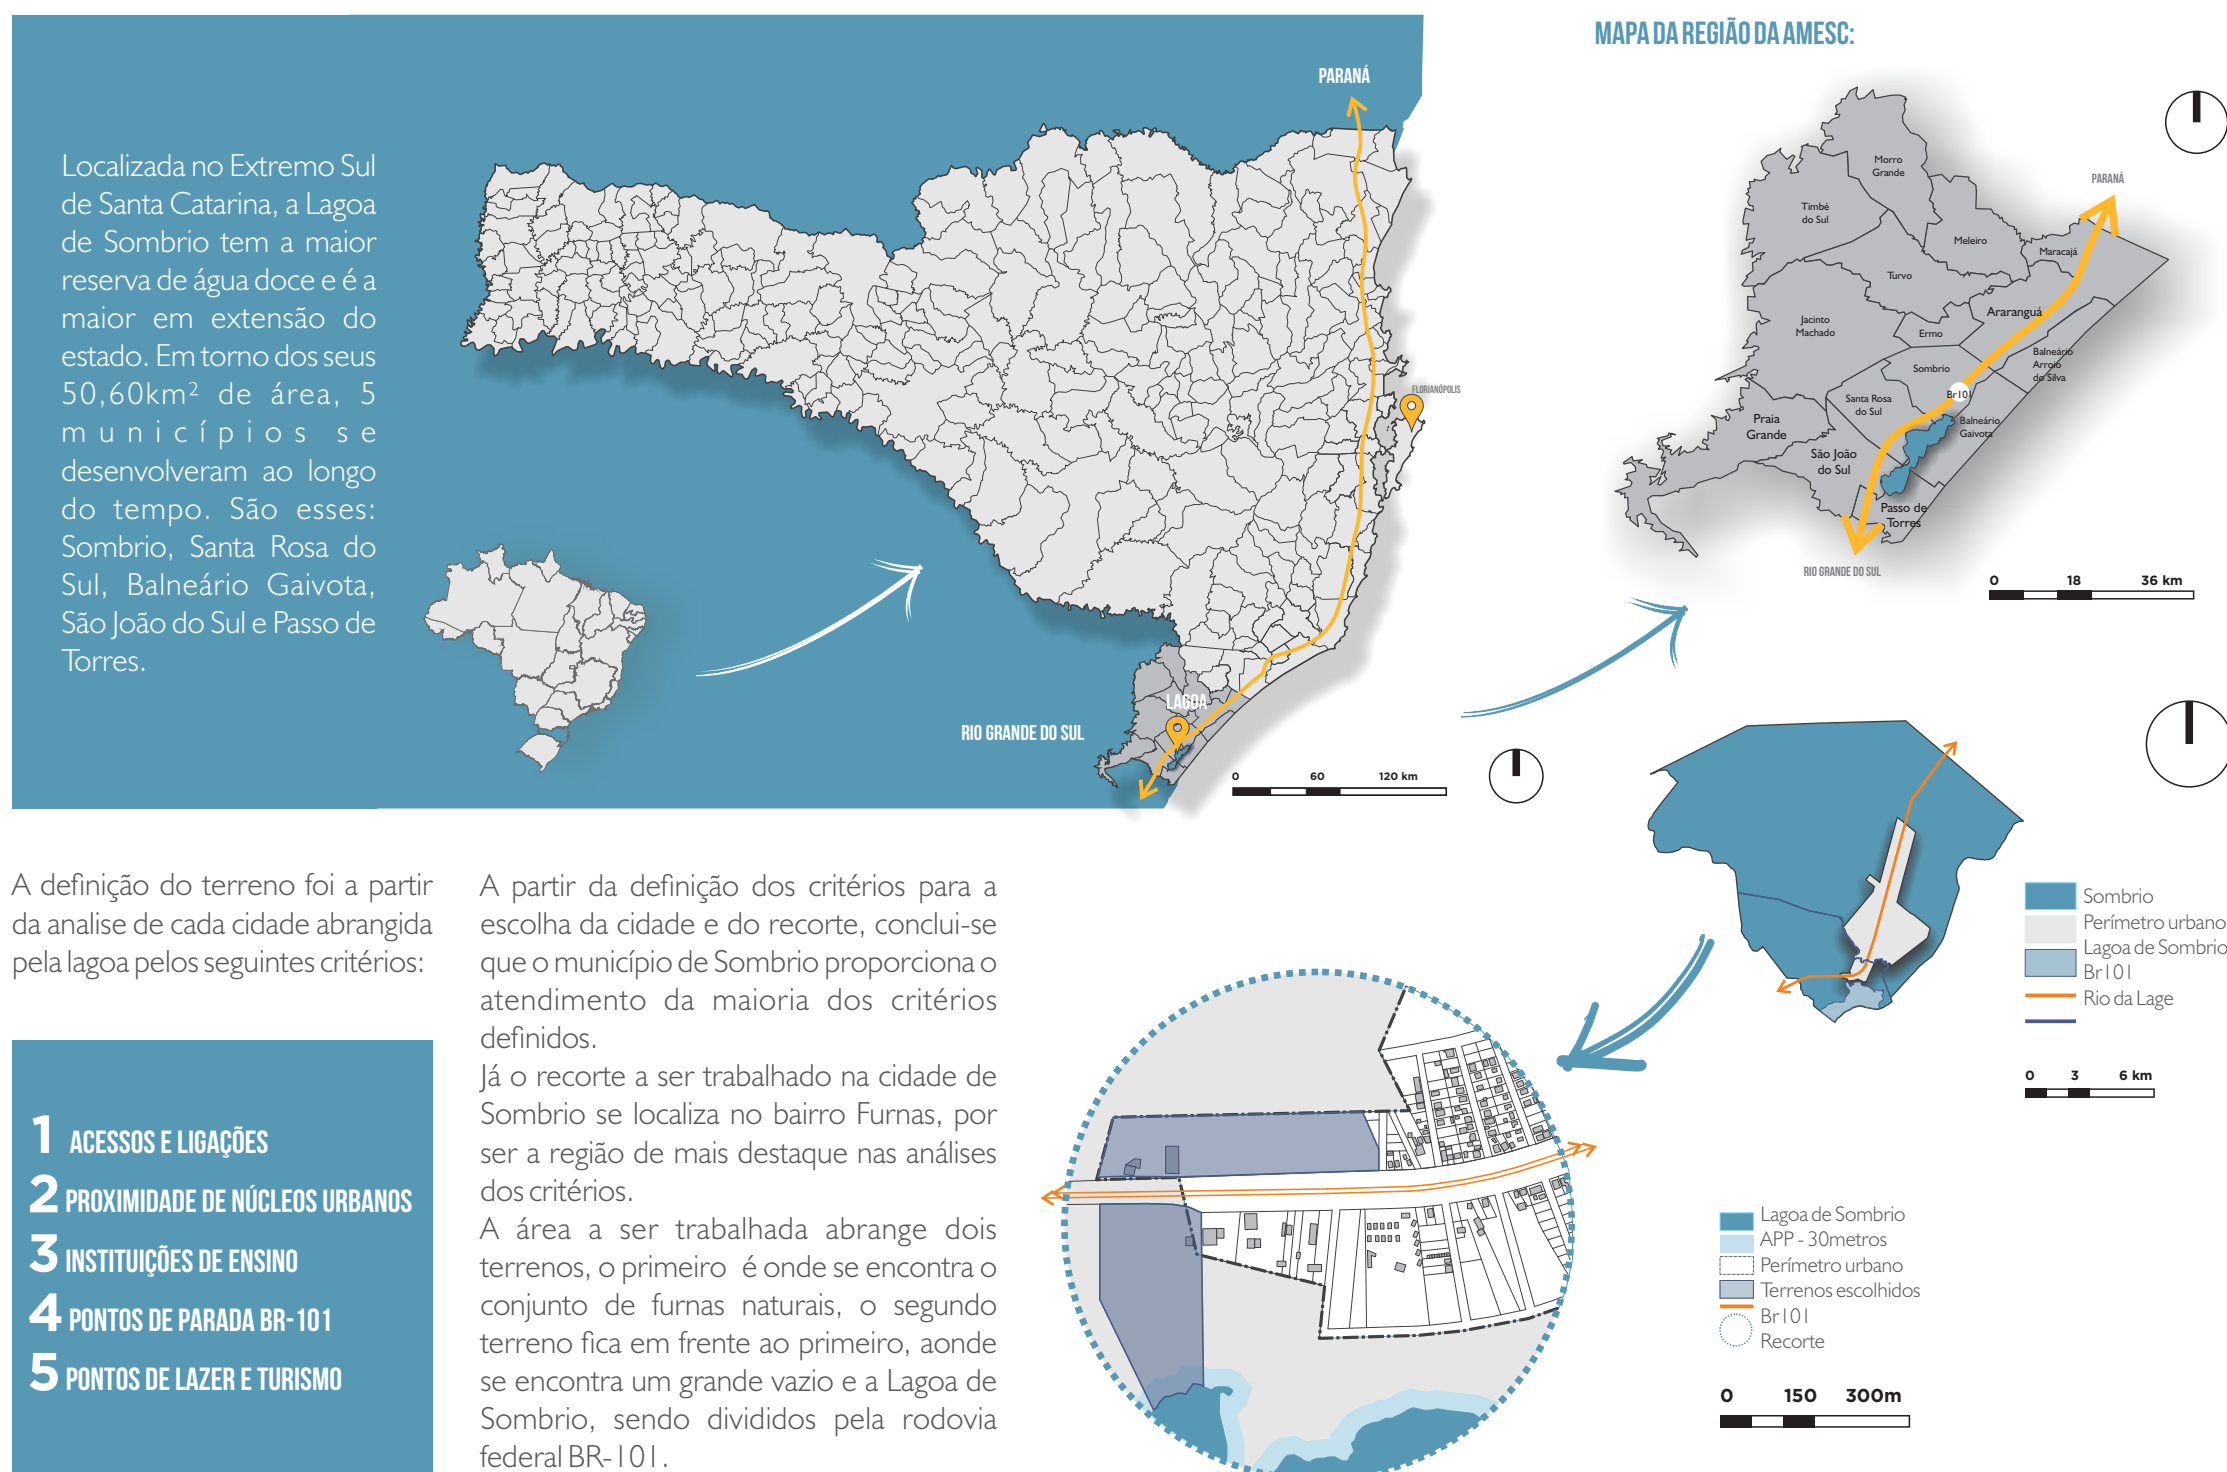 Localizada no Extremo Sul
de Santa Catarina, a Lagoa
de Sombrio tem a maior
reserva de água doce e é a
maior em extensão do
estado. Em torno dos seus
50,60km² de área, 5
municípios se
desenvolveram ao longo
do tempo. São esses:
Sombrio, Santa Rosa do
Sul, Balneário Gaivota,
São João do Sul e Passo de
Torres.
PARANÁ
FLORIANÓPOLIS
LAGOA
RIO GRANDE DO SUL
0 60 120 km
MAPA DA REGIÃO DA AMESC:
Morro
Grande
Timbé
do Sul
Meleiro
Maracajá
PARANÁ
Turvo
Araranguá
Jacinto
Machado
Ermo
Balneário
Arroio
do Silva
Sombrio
Br101
Santa Rosa
do Sul
Balneário
Gaivota
Praia
Grande
São João
do Sul
Passo de
Torres
RIO GRANDE DO SUL
0 18 36 km
Sombrio
Perímetro urbano
Lagoa de Sombrio
Br101
Rio da Lage
0 3 6 km
A definição do terreno foi a partir
da analise de cada cidade abrangida
pela lagoa pelos seguintes critérios:
1 ACESSOS E LIGAÇÕES
2 PROXIMIDADE DE NÚCLEOS URBANOS
3 INSTITUIÇÕES DE ENSINO
4 PONTOS DE PARADA BR-101
5 PONTOS DE LAZER E TURISMO
A partir da definição dos critérios para a
escolha da cidade e do recorte, conclui-se
que o município de Sombrio proporciona o
atendimento da maioria dos critérios
definidos.
Já o recorte a ser trabalhado na cidade de
Sombrio se localiza no bairro Furnas, por
ser a região de mais destaque nas análises
dos critérios.
A área a ser trabalhada abrange dois
terrenos, o primeiro é onde se encontra o
conjunto de furnas naturais, o segundo
terreno fica em frente ao primeiro, aonde
se encontra um grande vazio e a Lagoa de
Sombrio, sendo divididos pela rodovia
federal BR-101.
Lagoa de Sombrio
APP - 30metros
Perímetro urbano
Terrenos escolhidos
Br101
Recorte
0 150 300m